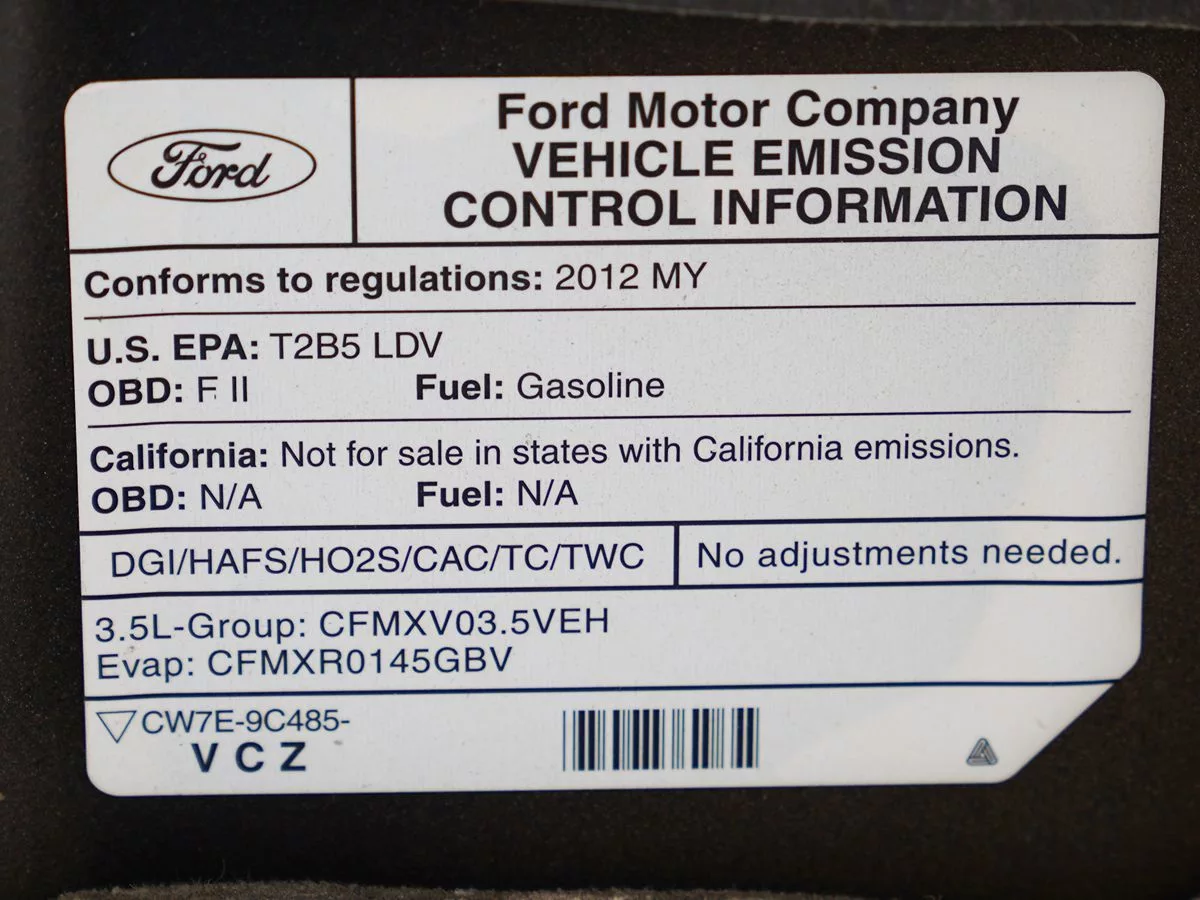 Ford
Ford Motor Company
VEHICLE EMISSION
CONTROL INFORMATION
Conforms to regulations: 2012 MY
U.S. EPA: T2B5 LDV
OBD: F II Fuel: Gasoline
California: Not for sale in states with California emissions.
OBD: N/A Fuel: N/A
DGI/HAFS/HO2S/CAC/TC/TWC No adjustments needed.
3.5L-Group: CFMXV03.5VEH
Evap: CFMXR0145GBV
CW7E-9C485-
V C Z